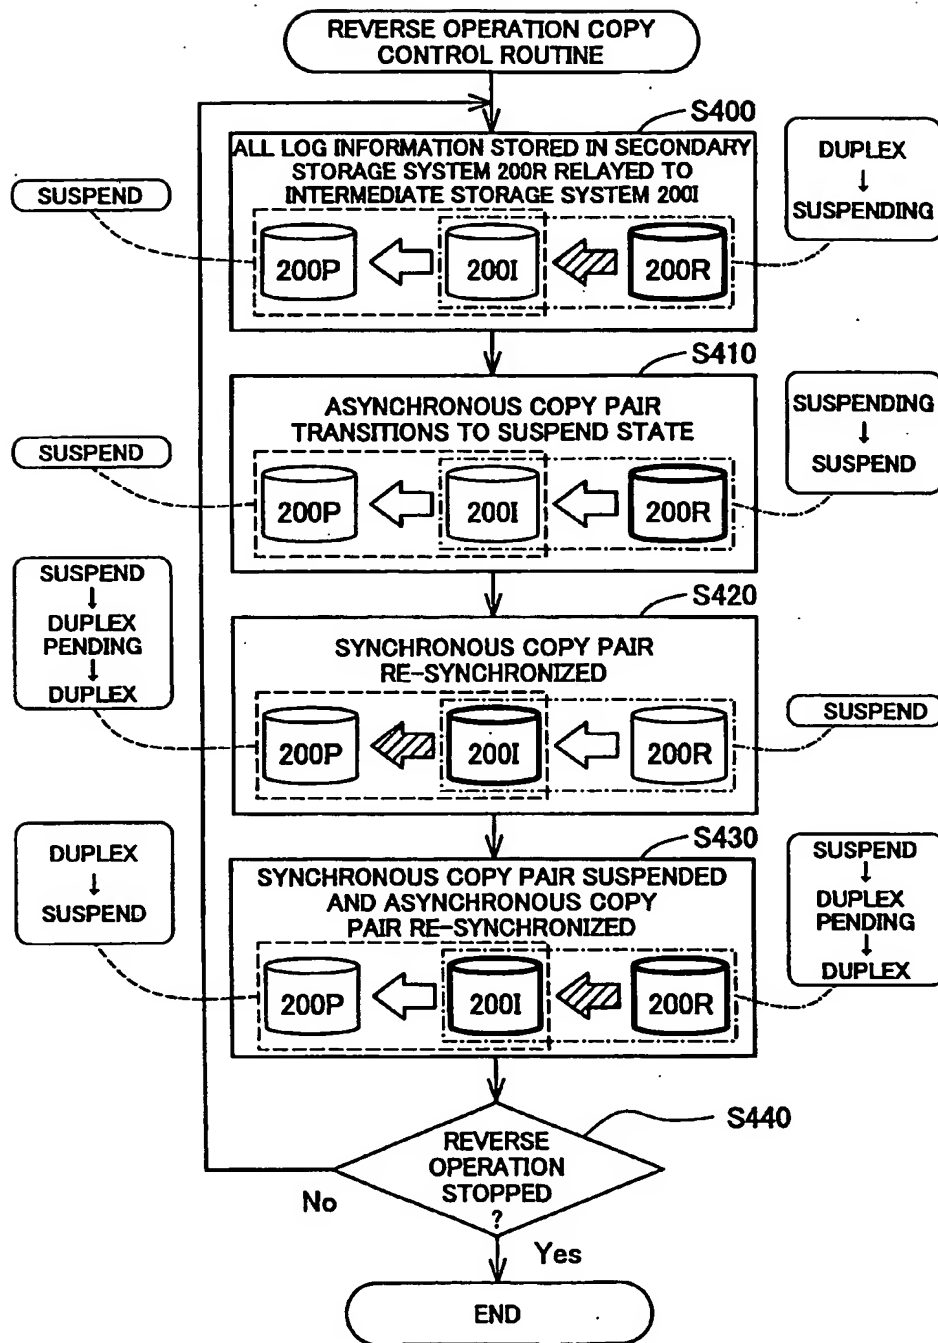 REVERSE OPERATION COPY
CONTROL ROUTINE
S400
ALL LOG INFORMATION STORED IN SECONDARY
STORAGE SYSTEM 200R RELAYED TO
INTERMEDIATE STORAGE SYSTEM 200I
SUSPEND
DUPLEX
↓
SUSPENDING
200P
200I
200R
S410
ASYNCHRONOUS COPY PAIR
TRANSITIONS TO SUSPEND STATE
SUSPEND
SUSPENDING
↓
SUSPEND
200P
200I
200R
S420
SYNCHRONOUS COPY PAIR
RE-SYNCHRONIZED
SUSPEND
↓
DUPLEX
PENDING
↓
DUPLEX
SUSPEND
200P
200I
200R
S430
SYNCHRONOUS COPY PAIR SUSPENDED
AND ASYNCHRONOUS COPY
PAIR RE-SYNCHRONIZED
DUPLEX
↓
SUSPEND
SUSPEND
↓
DUPLEX
PENDING
↓
DUPLEX
200P
200I
200R
S440
REVERSE
OPERATION
STOPPED
?
No
Yes
END